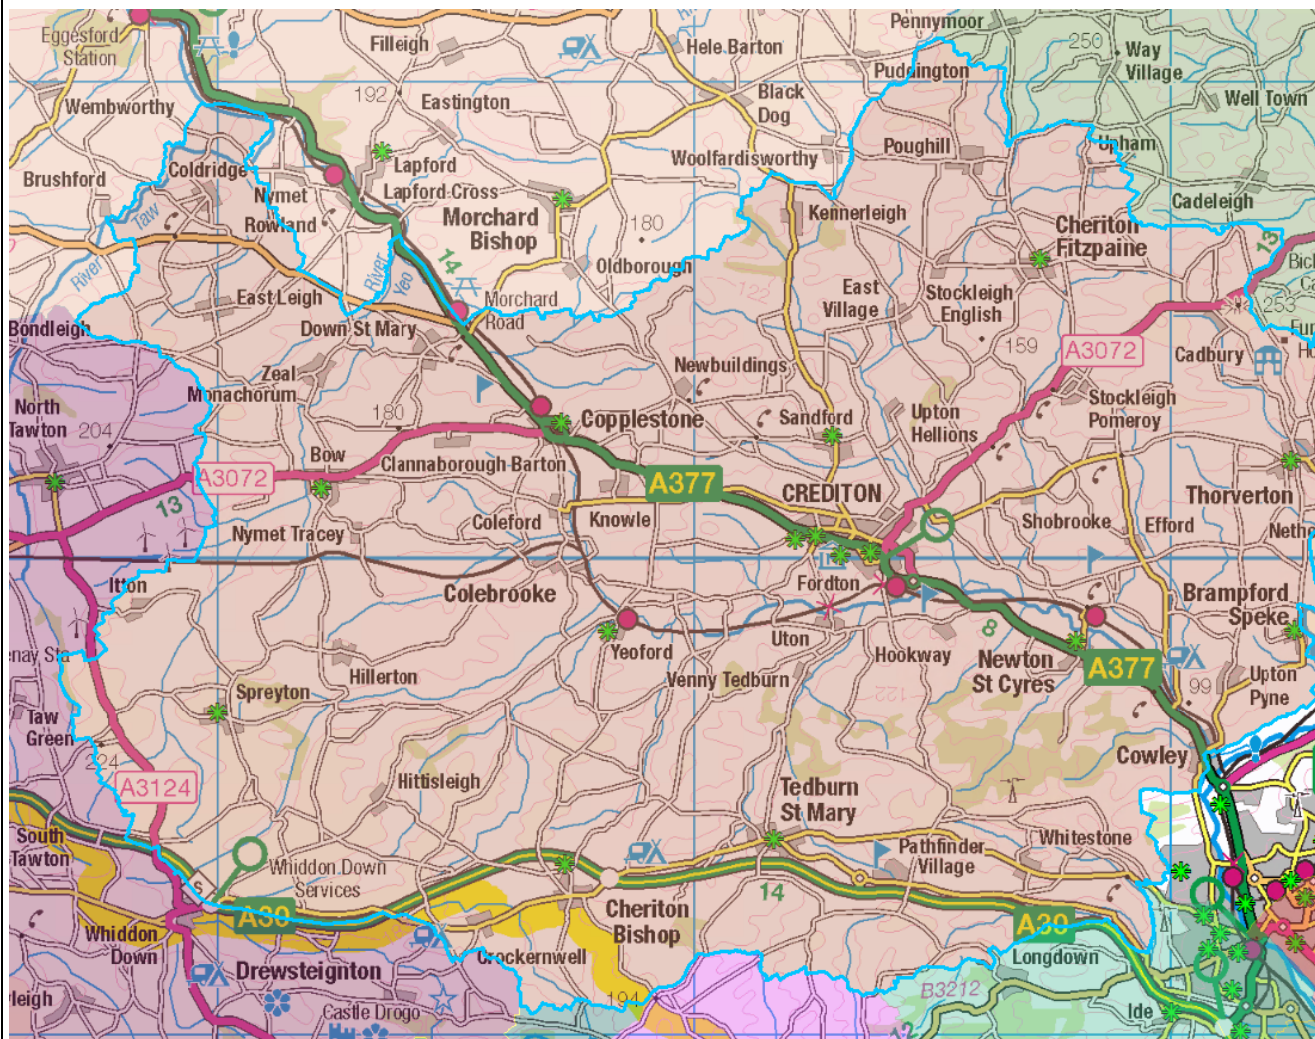 Eggesford
Station
Filleigh
Hele Barton
Pennymoor
250
Way
Village
Puddington
Wembworthy
192
Eastington
Black
Dog
Well Town
Woolfardisworthy
Poughill
Upham
Coldridge
Lapford
Brushford
Nymet
Rowland
Lapford Cross
Cadeleigh
Kennerleigh
River
Taw
Morchard
Bishop
180
Cheriton
Fitzpaine
13
River
Yeo
14
Oldborough
East Leigh
Morchard
Road
East
Village
Stockleigh
English
253
Bondleigh
Down St Mary
159
A3072
Cadbury
Zeal
Monachorum
Newbuildings
Stockleigh
Pomeroy
North
Tawton
204
180
Copplestone
Sandford
Upton
Hellions
Bow
Clannaborough Barton
A3072
A377
CREDITON
Thorverton
13
Coleford
Knowle
Shobrooke
Efford
Nymet Tracey
Itton
Colebrooke
Fordton
Brampford
Speke
Uton
8
Yeoford
Hookway
Newton
St Cyres
A377
Hillerton
Venny Tedburn
122
99
Upton
Pyne
Spreyton
Taw
Green
224
Cowley
A3124
Hittisleigh
Tedburn
St Mary
South
Tawton
Whitestone
Pathfinder
Village
Whiddon Down
Services
S
14
A30
Cheriton
Bishop
A30
Whiddon
Down
Crockernwell
Longdown
Drewsteignton
B3212
194
Castle Drogo
Ide